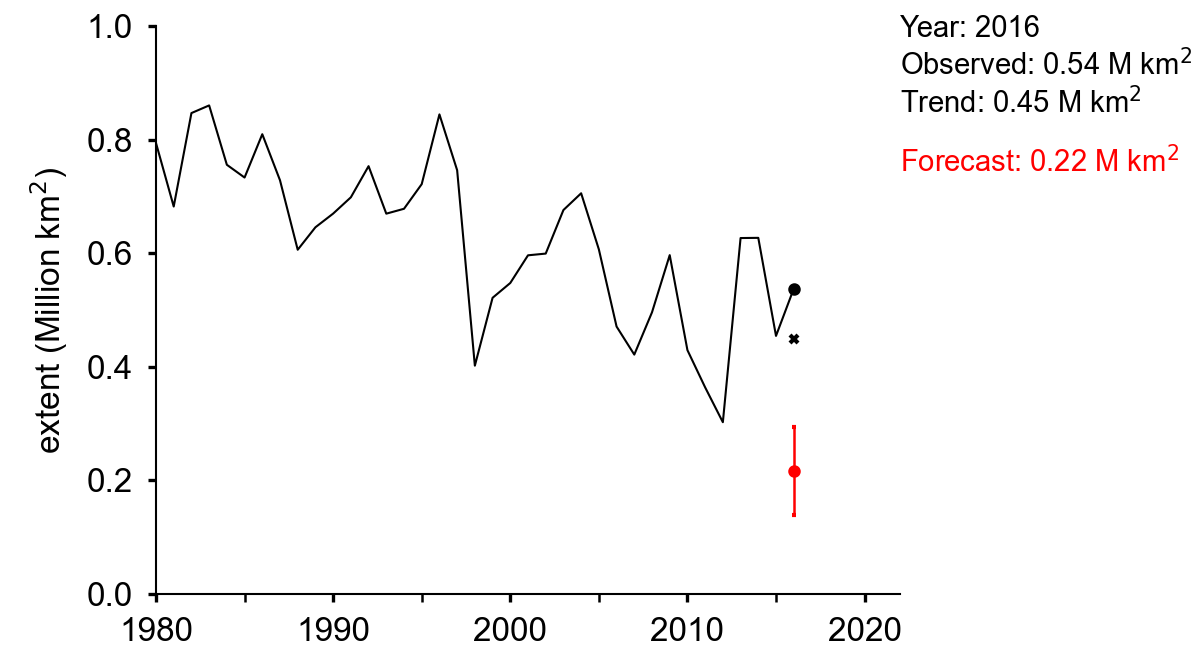 1.0
0.8
0.6
0.4
0.2
0.0
extent (Million km²)
1980 1990 2000 2010 2020
Year: 2016
Observed: 0.54 M km²
Trend: 0.45 M km²
Forecast: 0.22 M km²